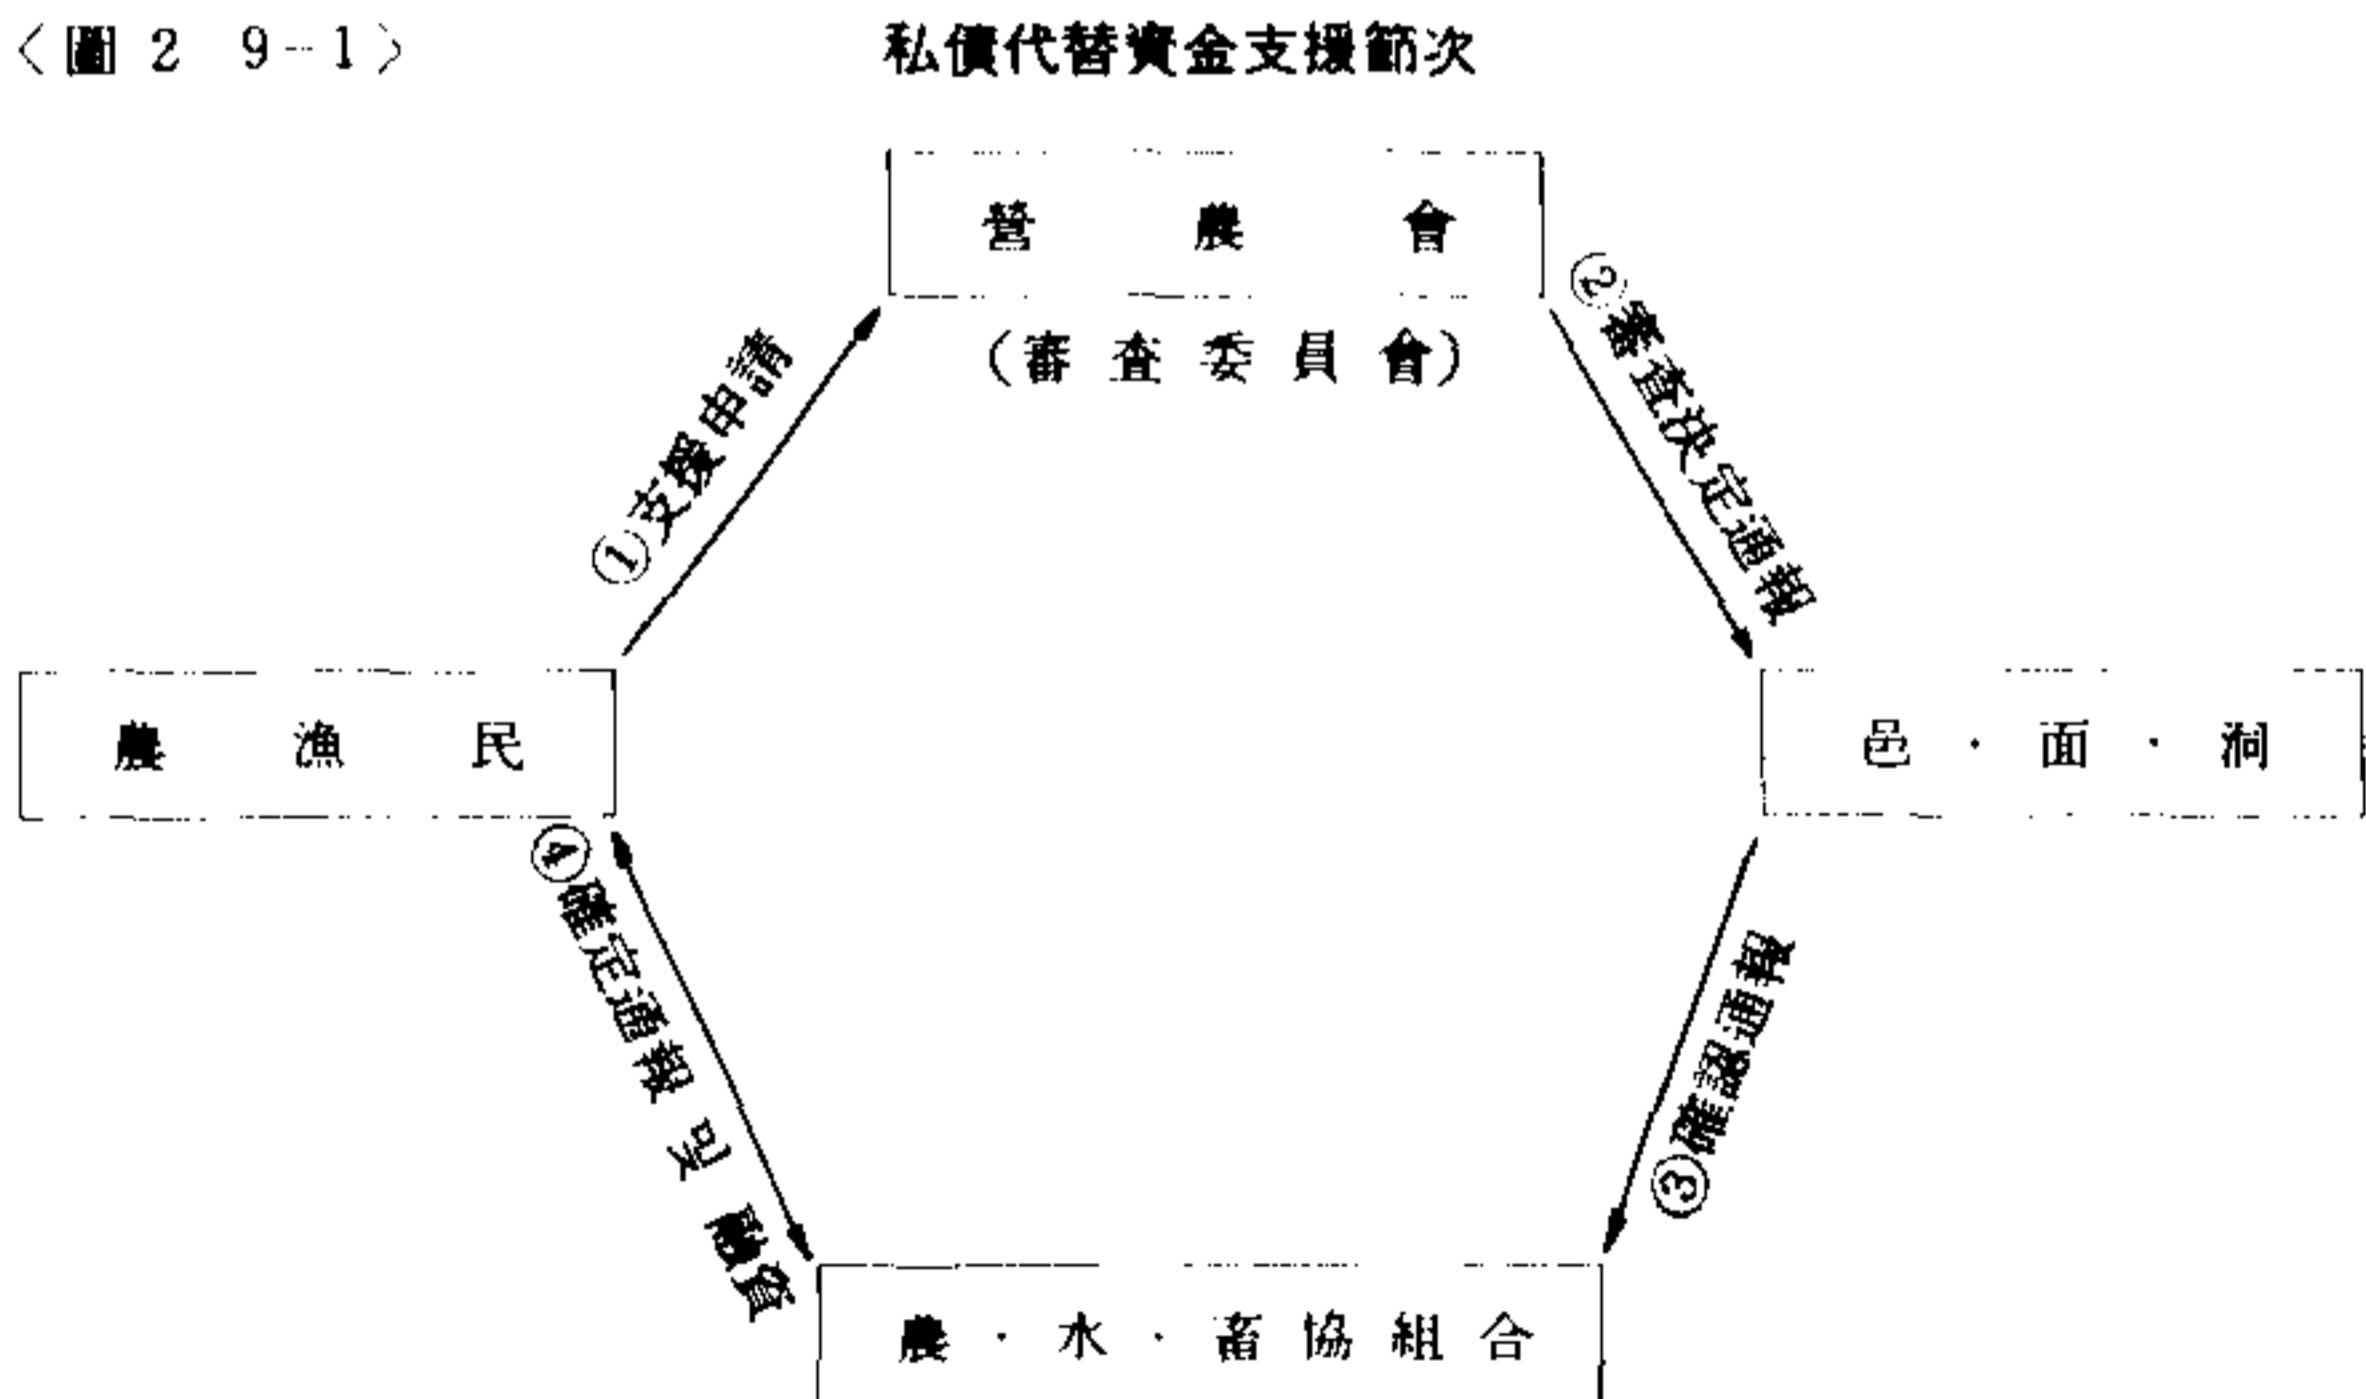 <圖 2 9-1>
私債代替資金支援節次
營農會
(審査委員會)
①支援申請
②審査決定通報
農漁民
邑·面·洞
④確定通報 및 融資
③確認通報
農·水·畜協組合